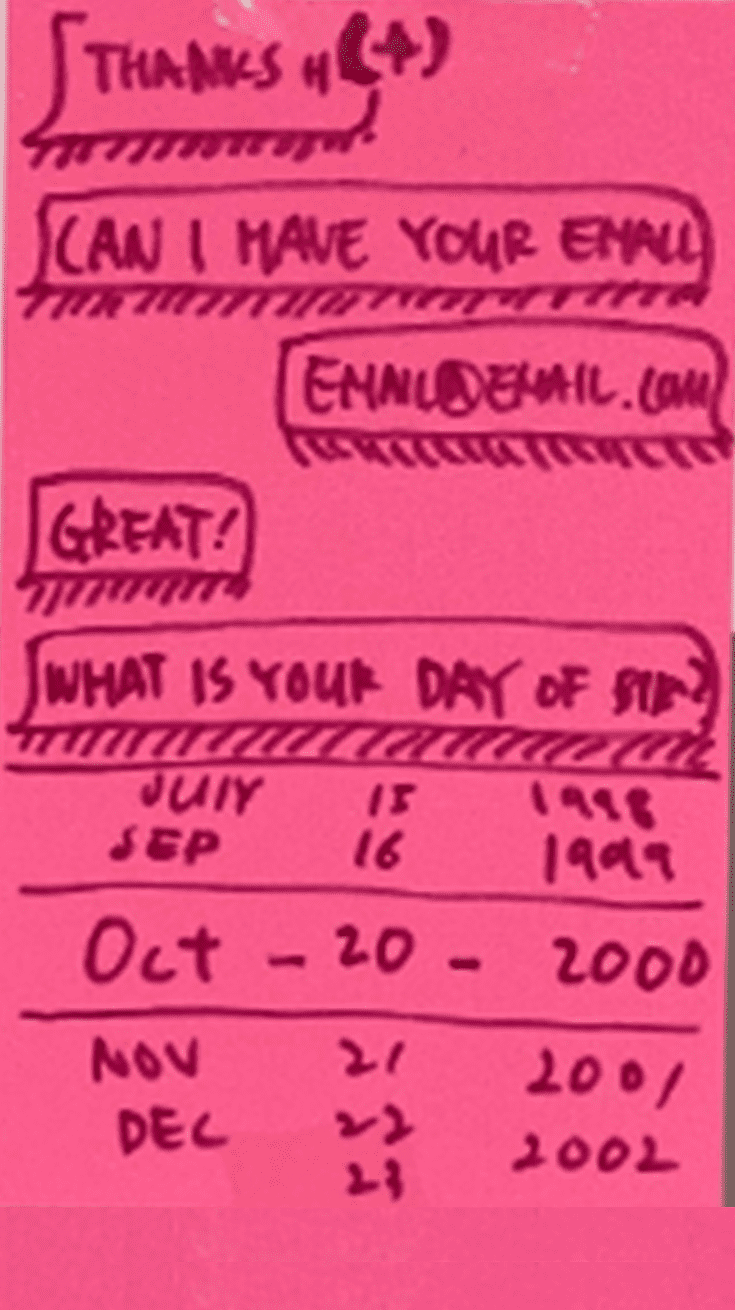 THANKS H (+)
CAN I HAVE YOUR EMAIL
EMAIL@EMAIL.COM
GREAT!
WHAT IS YOUR DAY OF BIR?
JUlY 15 1998
SEP 16 1999
Oct - 20 - 2000
NOV 21 2001
DEC 22 2002
23